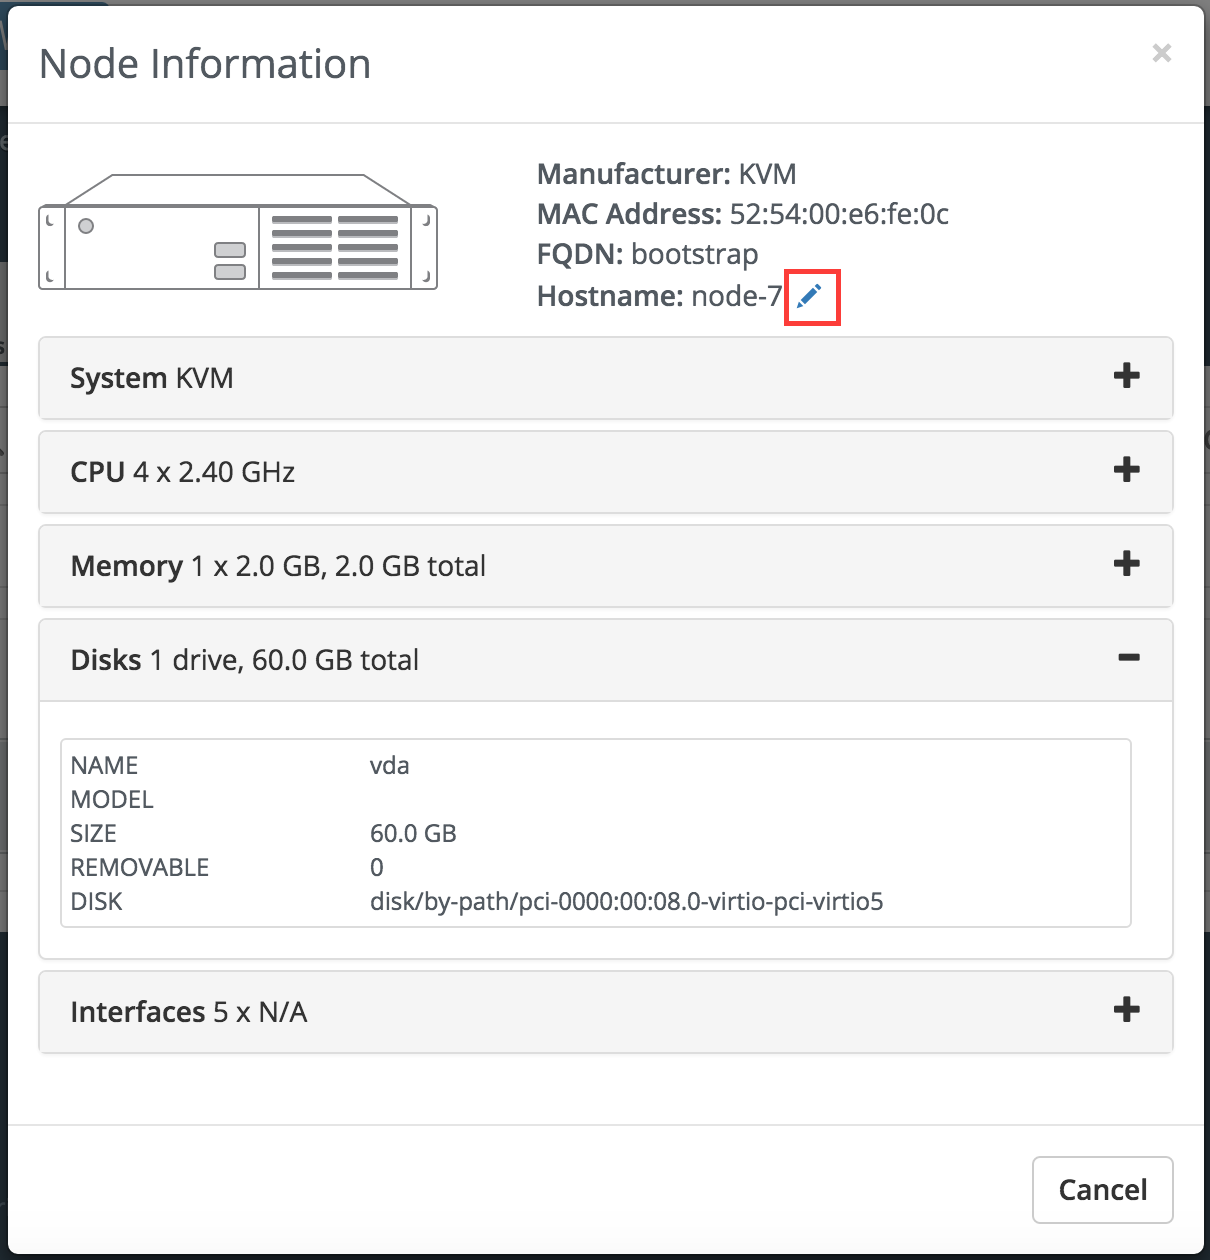 Node Information
×
Manufacturer: KVM
MAC Address: 52:54:00:e6:fe:0c
FQDN: bootstrap
Hostname: node-7
System KVM
CPU 4 x 2.40 GHz
Memory 1 x 2.0 GB, 2.0 GB total
Disks 1 drive, 60.0 GB total
NAME vda
MODEL
SIZE 60.0 GB
REMOVABLE 0
DISK disk/by-path/pci-0000:00:08.0-virtio-pci-virtio5
Interfaces 5 x N/A
Cancel